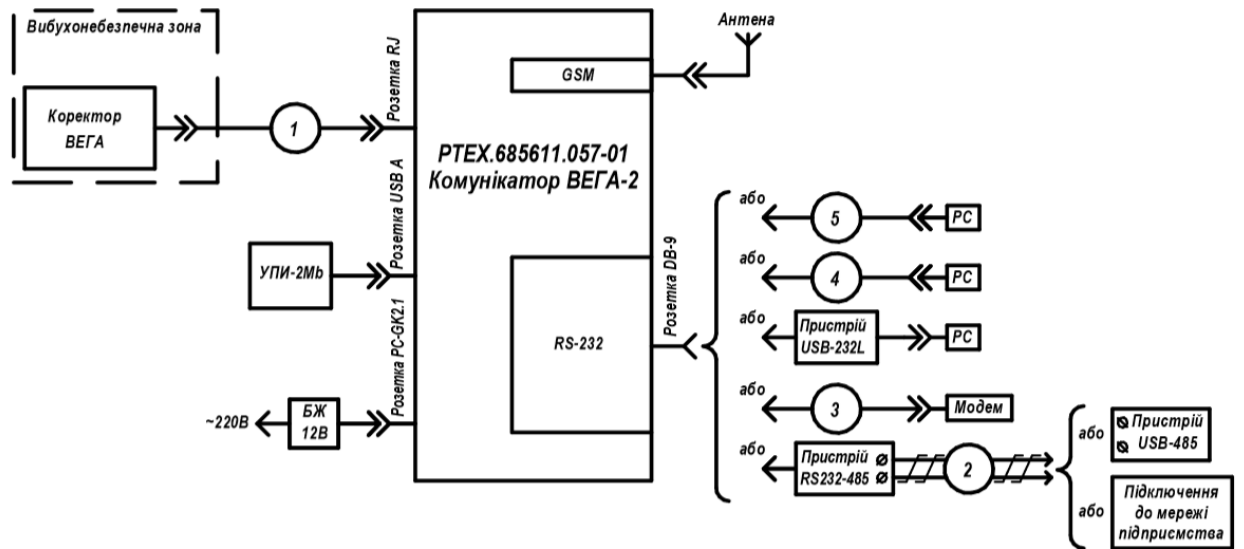 Вибухонебезпечна зона
Коректор
ВЕГА
1
Розетка RJ
УПИ-2Mb
Розетка USB A
~220В
БЖ
12В
Розетка PC-GK2.1
GSM
Антена
РТЕХ.685611.057-01
Комунікатор ВЕГА-2
RS-232
Розетка DB-9
або
5
PC
або
4
PC
або
Пристрій
USB-232L
PC
або
3
Модем
або
Пристрій
RS232-485
2
або
Пристрій
USB-485
або
Підключення
до мережі
підприємства